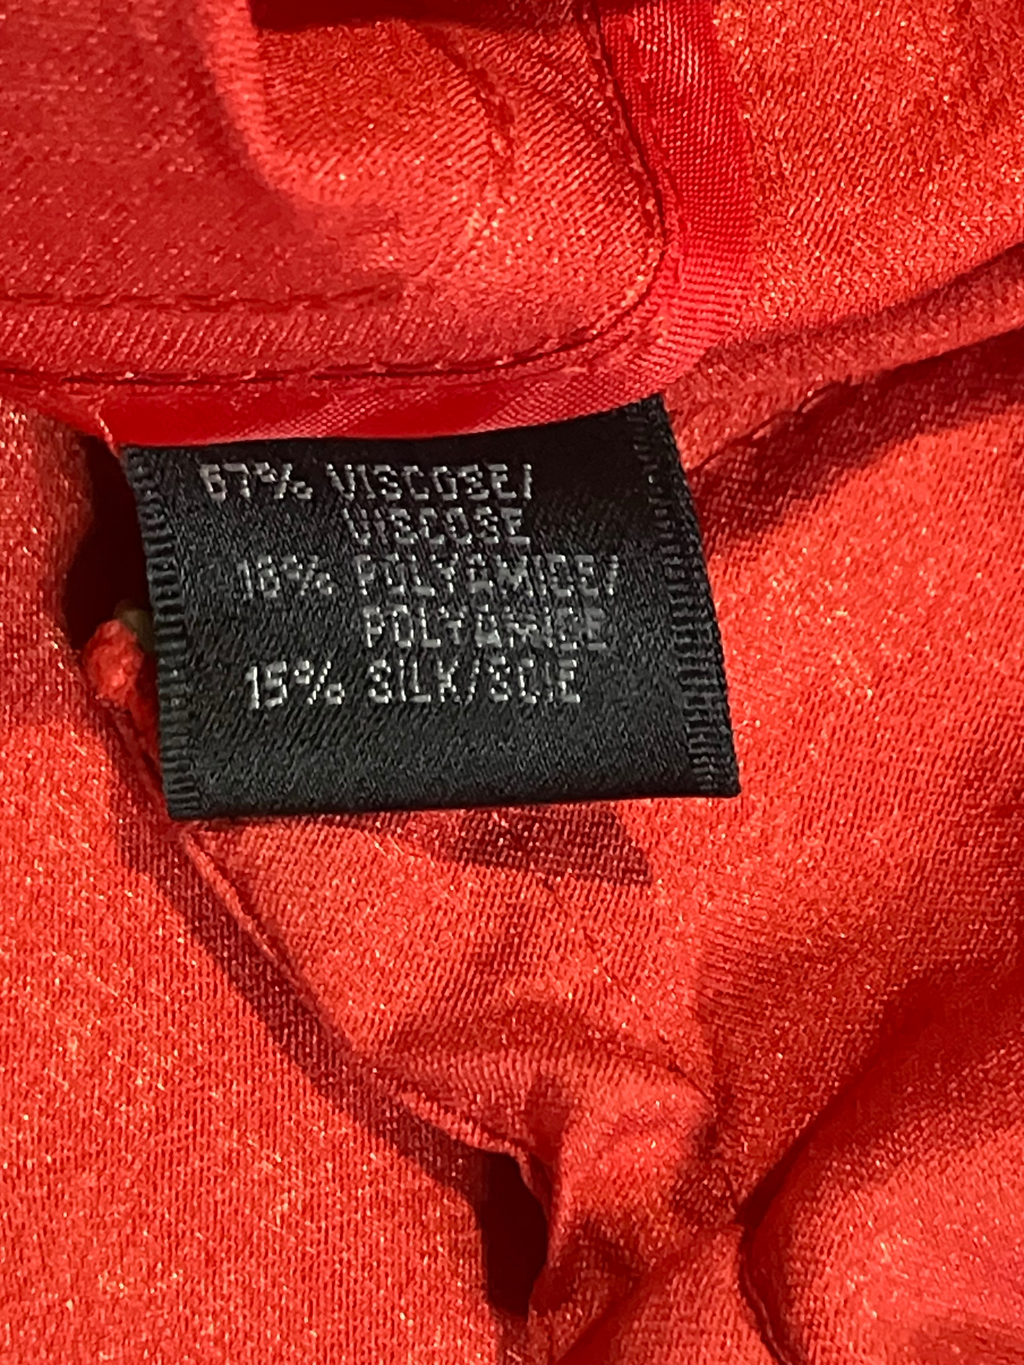 67% VISCOSE/
VISCOSE
18% POLYAMIDE/
POLYAMIDE
15% SILK/SOIE